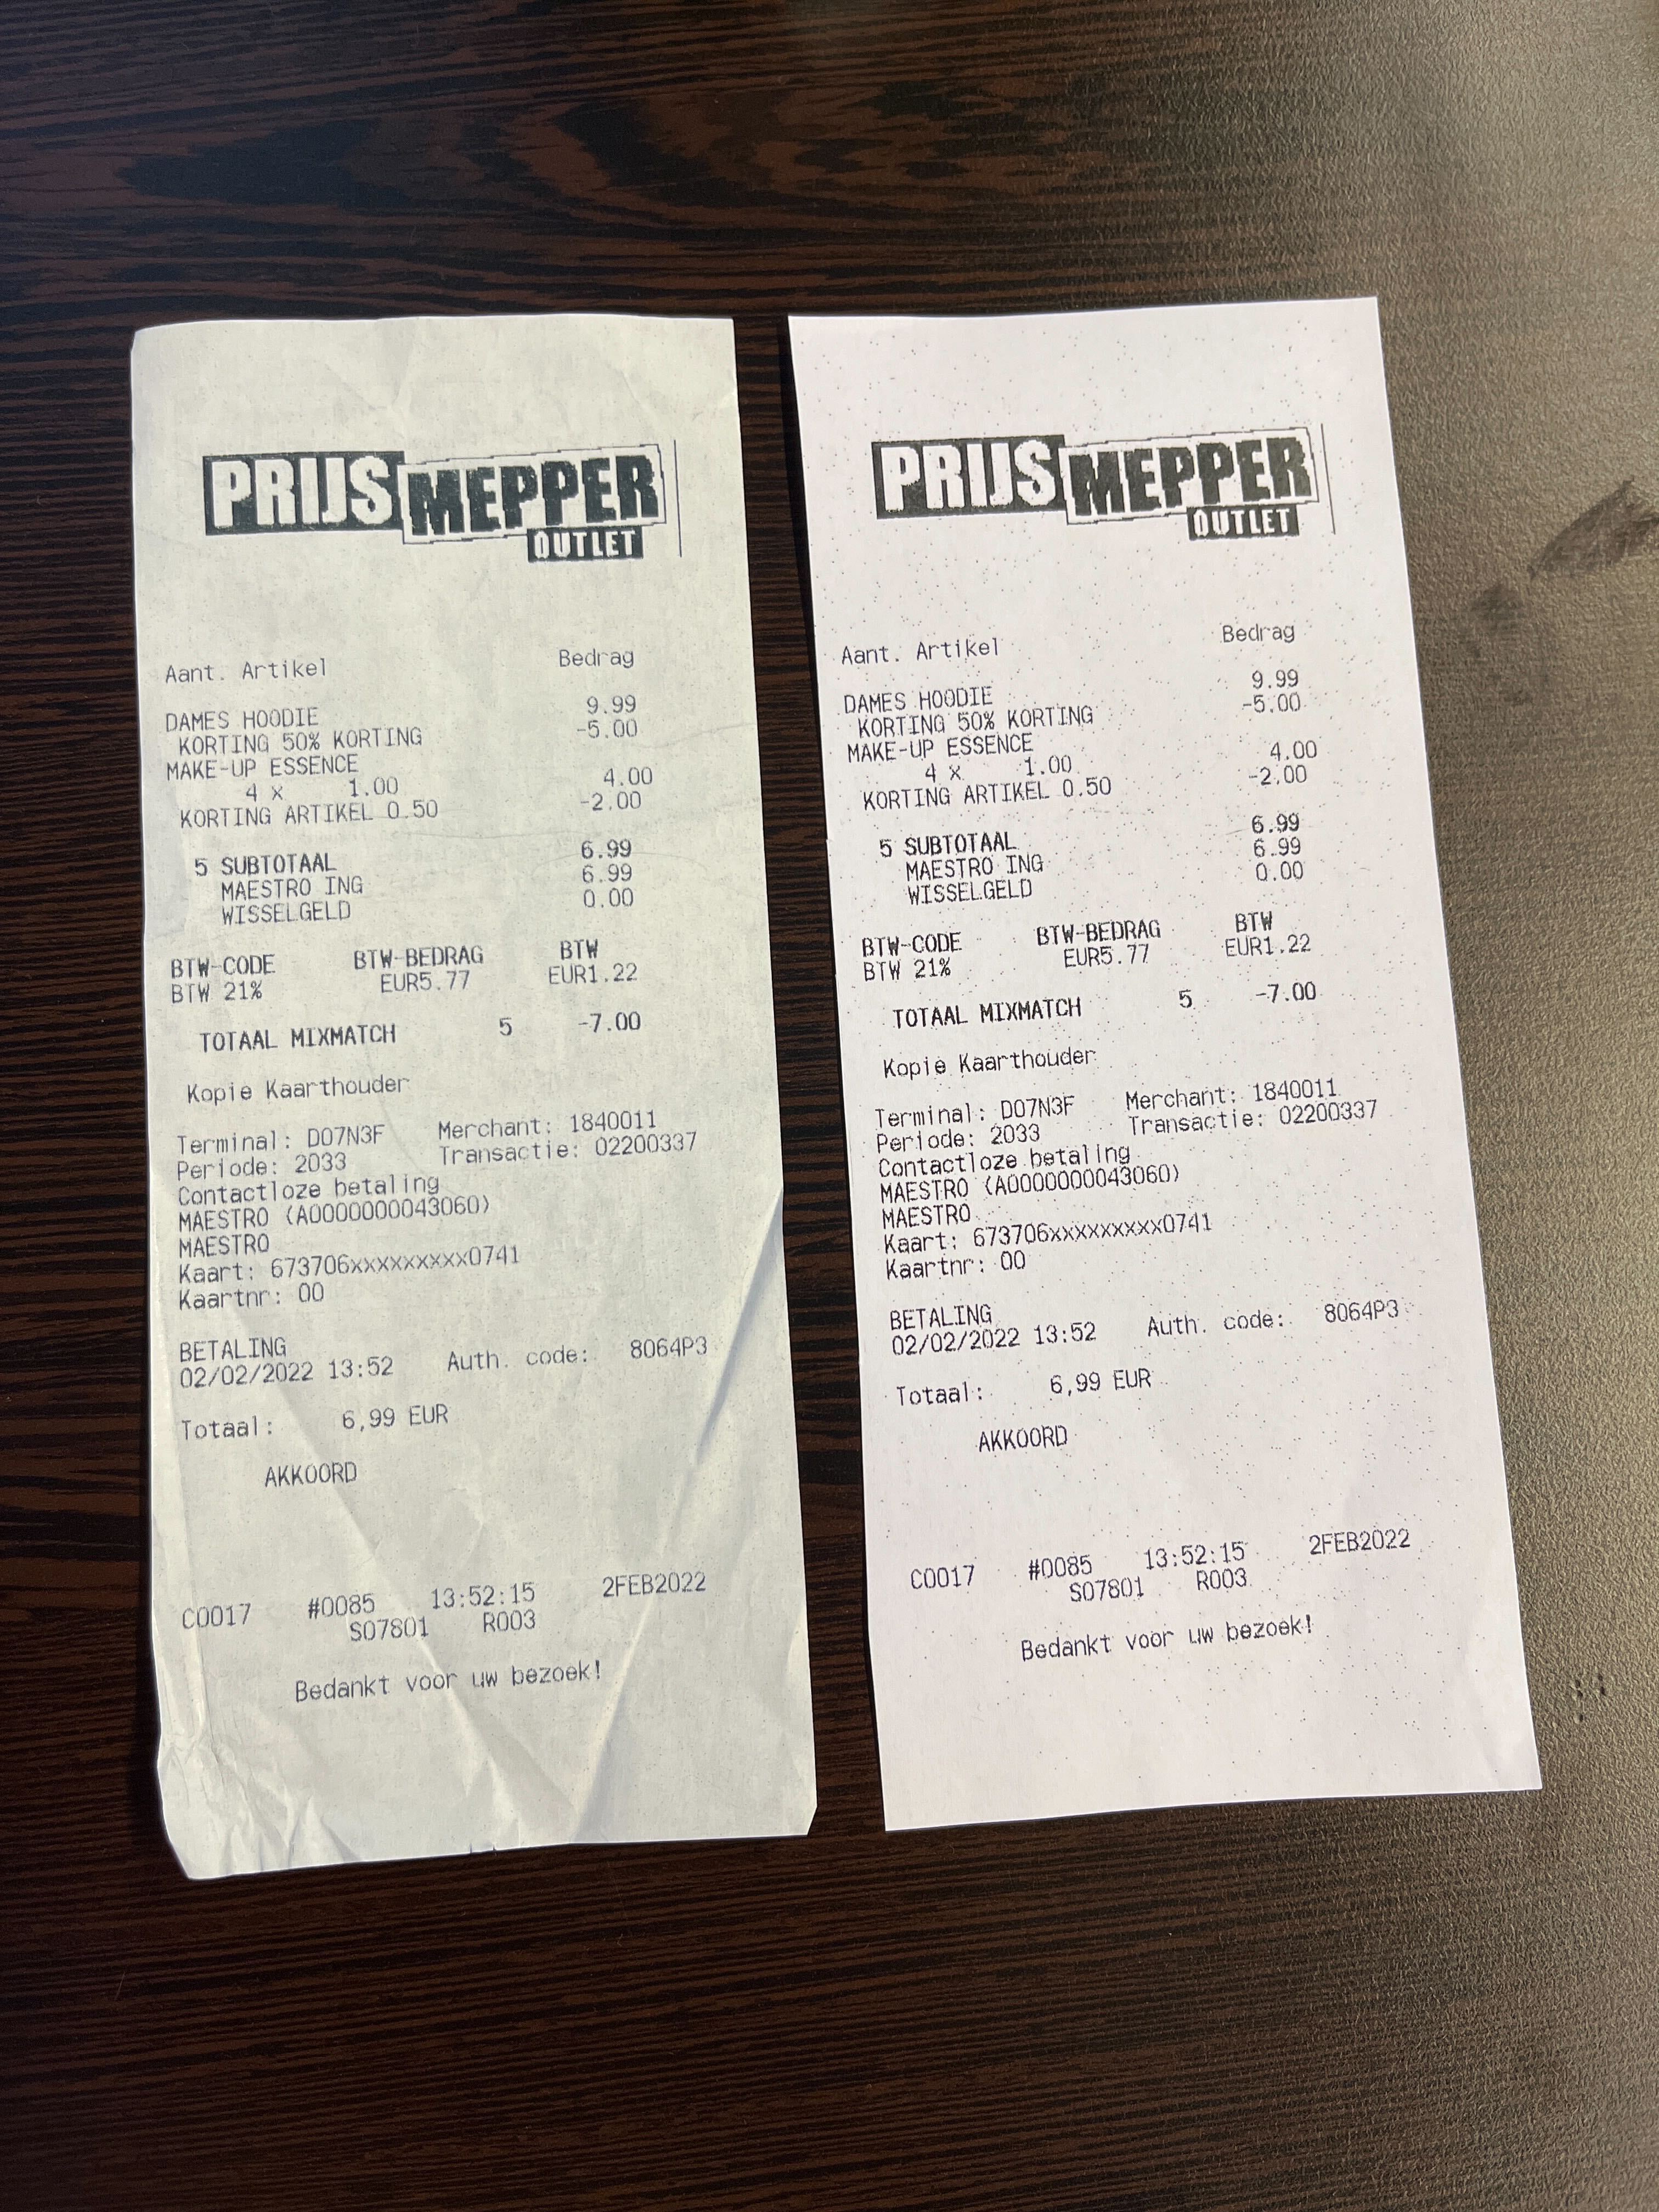 PRIJS MEPPER
OUTLET
Aant. Artikel Bedrag
DAMES HOODIE 9.99
KORTING 50% KORTING -5.00
MAKE-UP ESSENCE
4 x 1.00 4.00
KORTING ARTIKEL 0.50 -2.00
5 SUBTOTAAL 6.99
MAESTRO ING 6.99
WISSELGELD 0.00
BTW-CODE BTW-BEDRAG BTW
BTW 21% EUR5.77 EUR1.22
TOTAAL MIXMATCH 5 -7.00
Kopie Kaarthouder
Terminal: D07N3F Merchant: 1840011
Periode: 2033 Transactie: 02200337
Contactloze betaling
MAESTRO (A0000000043060)
MAESTRO
Kaart: 673706xxxxxxxxx0741
Kaartnr: 00
BETALING
02/02/2022 13:52 Auth. code: 8064P3
Totaal: 6,99 EUR
AKKOORD
C0017 #0085 13:52:15 2FEB2022
S07801 R003
Bedankt voor uw bezoek!
PRIJS MEPPER
OUTLET
Aant. Artikel Bedrag
DAMES HOODIE 9.99
KORTING 50% KORTING -5.00
MAKE-UP ESSENCE
4 x 1.00 4.00
KORTING ARTIKEL 0.50 -2.00
5 SUBTOTAAL 6.99
MAESTRO ING 6.99
WISSELGELD 0.00
BTW-CODE BTW-BEDRAG BTW
BTW 21% EUR5.77 EUR1.22
TOTAAL MIXMATCH 5 -7.00
Kopie Kaarthouder
Terminal: D07N3F Merchant: 1840011
Periode: 2033 Transactie: 02200337
Contactloze betaling
MAESTRO (A0000000043060)
MAESTRO
Kaart: 673706xxxxxxxxx0741
Kaartnr: 00
BETALING
02/02/2022 13:52 Auth. code: 8064P3
Totaal: 6,99 EUR
AKKOORD
C0017 #0085 13:52:15 2FEB2022
S07801 R003
Bedankt voor uw bezoek!